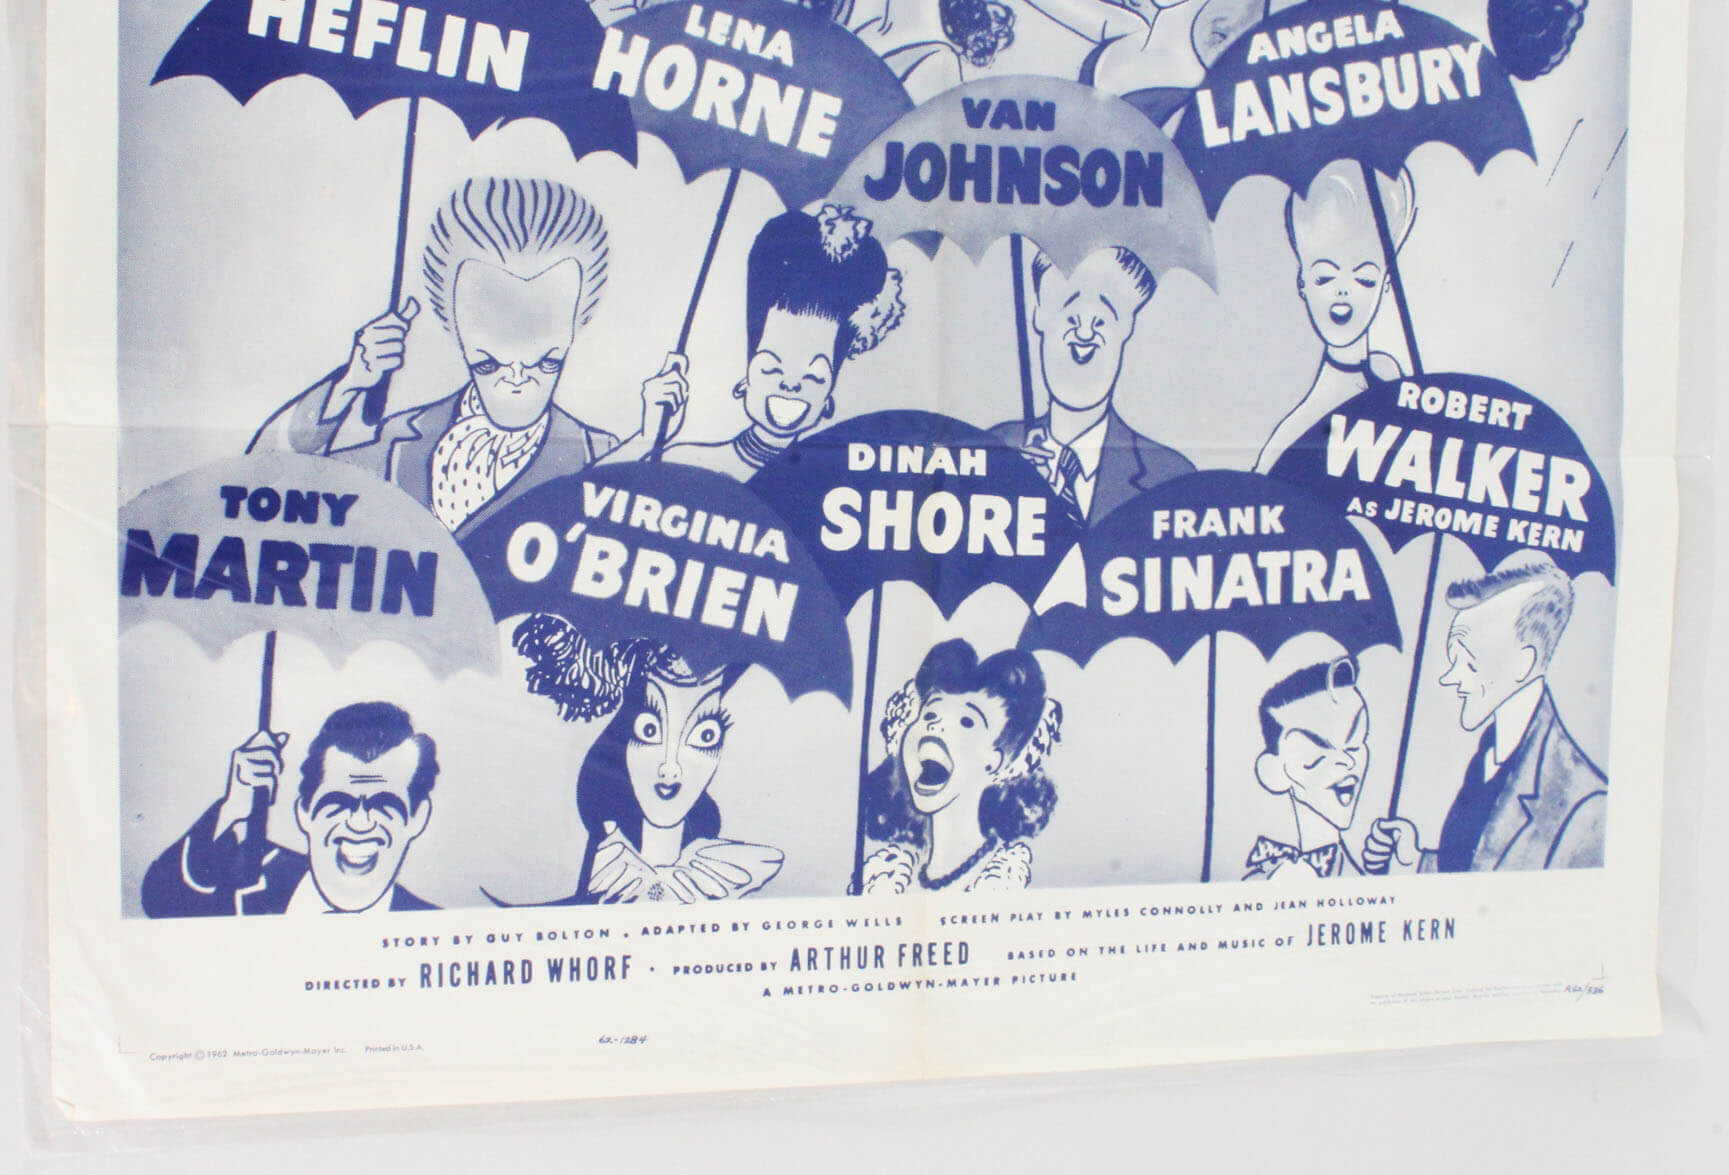 HEFLIN
LENA
HORNE
ANGELA
LANSBURY
VAN
JOHNSON
ROBERT
WALKER
AS JEROME KERN
DINAH
SHORE
TONY
MARTIN
VIRGINIA
O'BRIEN
FRANK
SINATRA
STORY BY GUY BOLTON . ADAPTED BY GEORGE WELLS SCREEN PLAY BY MYLES CONNOLLY AND JEAN HOLLOWAY
DIRECTED BY RICHARD WHORF · PRODUCED BY ARTHUR FREED BASED ON THE LIFE AND MUSIC OF JEROME KERN
A METRO-GOLDWYN-MAYER PICTURE
Copyright © 1962 Metro-Goldwyn-Mayer Inc. Printed in U.S.A.
62-1284